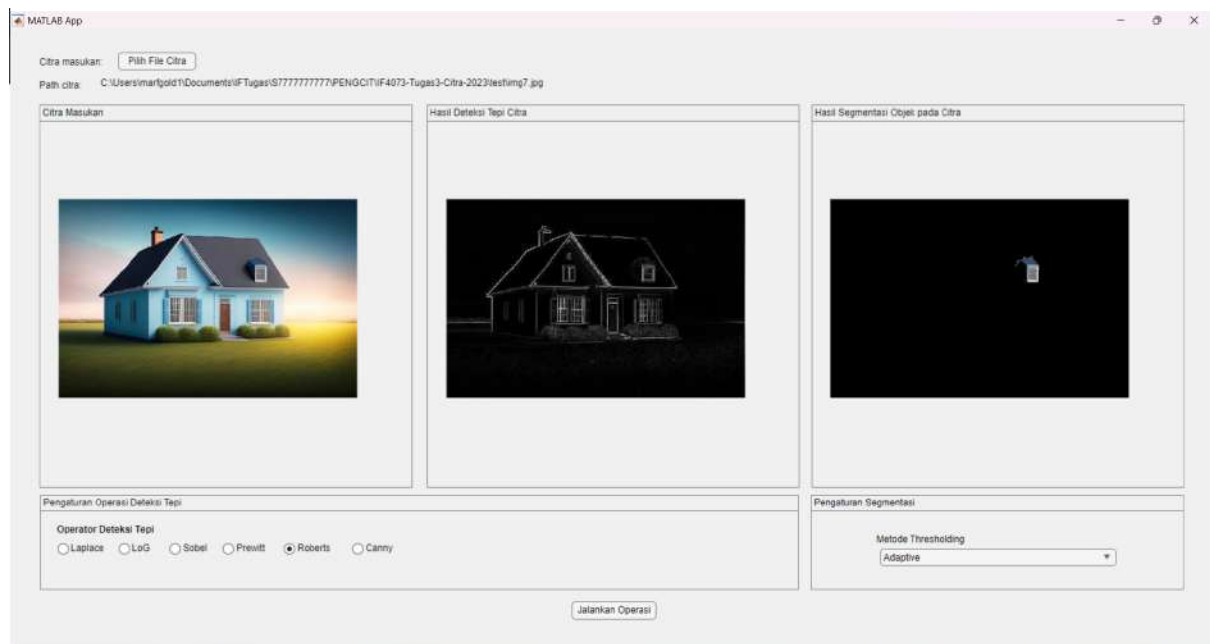 MATLAB App
Citra masukan: Pilih File Citra
Path citra: C:\Users\marfgold1\Documents\IFTugas\S7777777777\PENGCIT\IF4073-Tugas3-Citra-2023\test\img7.jpg
Citra Masukan
Hasil Deteksi Tepi Citra
Hasil Segmentasi Objek pada Citra
Pengaturan Operasi Deteksi Tepi
Operator Deteksi Tepi
Laplace LoG Sobel Prewitt Roberts Canny
Pengaturan Segmentasi
Metode Thresholding
Adaptive
Jalankan Operasi